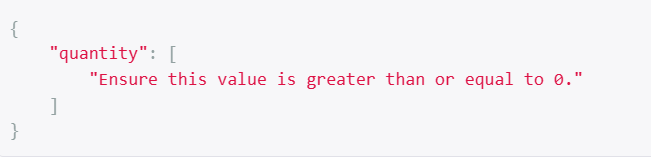 {
"quantity": [
"Ensure this value is greater than or equal to 0."
]
}